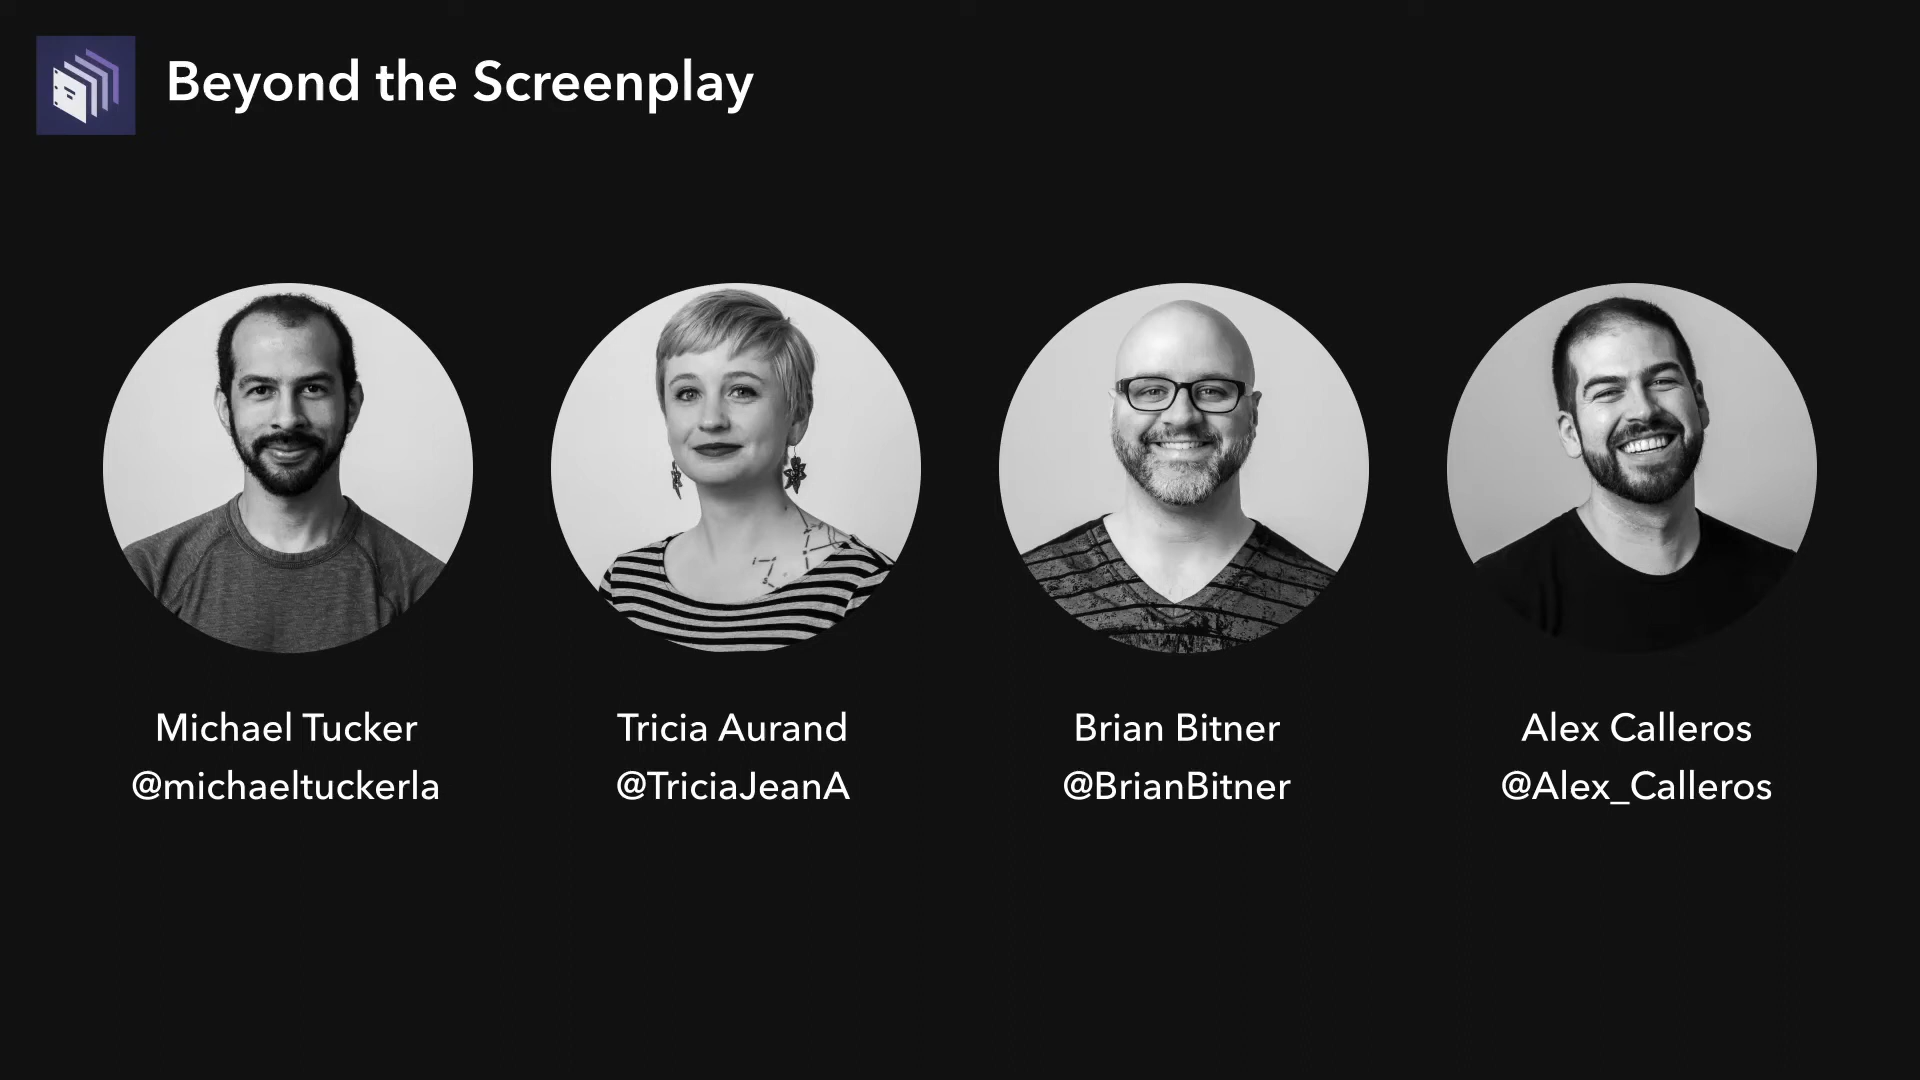 Beyond the Screenplay
Michael Tucker
@michaeltuckerla
Tricia Aurand
@TriciaJeanA
Brian Bitner
@BrianBitner
Alex Calleros
@Alex_Calleros